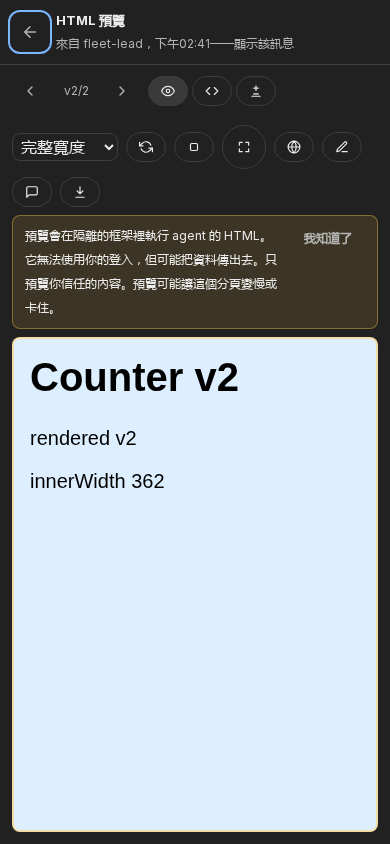 HTML 預覽
來自 fleet-lead，下午02:41——顯示該訊息
v2/2
完整寬度
預覽會在隔離的框架裡執行 agent 的 HTML。
它無法使用你的登入，但可能把資料傳出去。只
預覽你信任的內容。預覽可能讓這個分頁變慢或
卡住。
我知道了
Counter v2
rendered v2
innerWidth 362